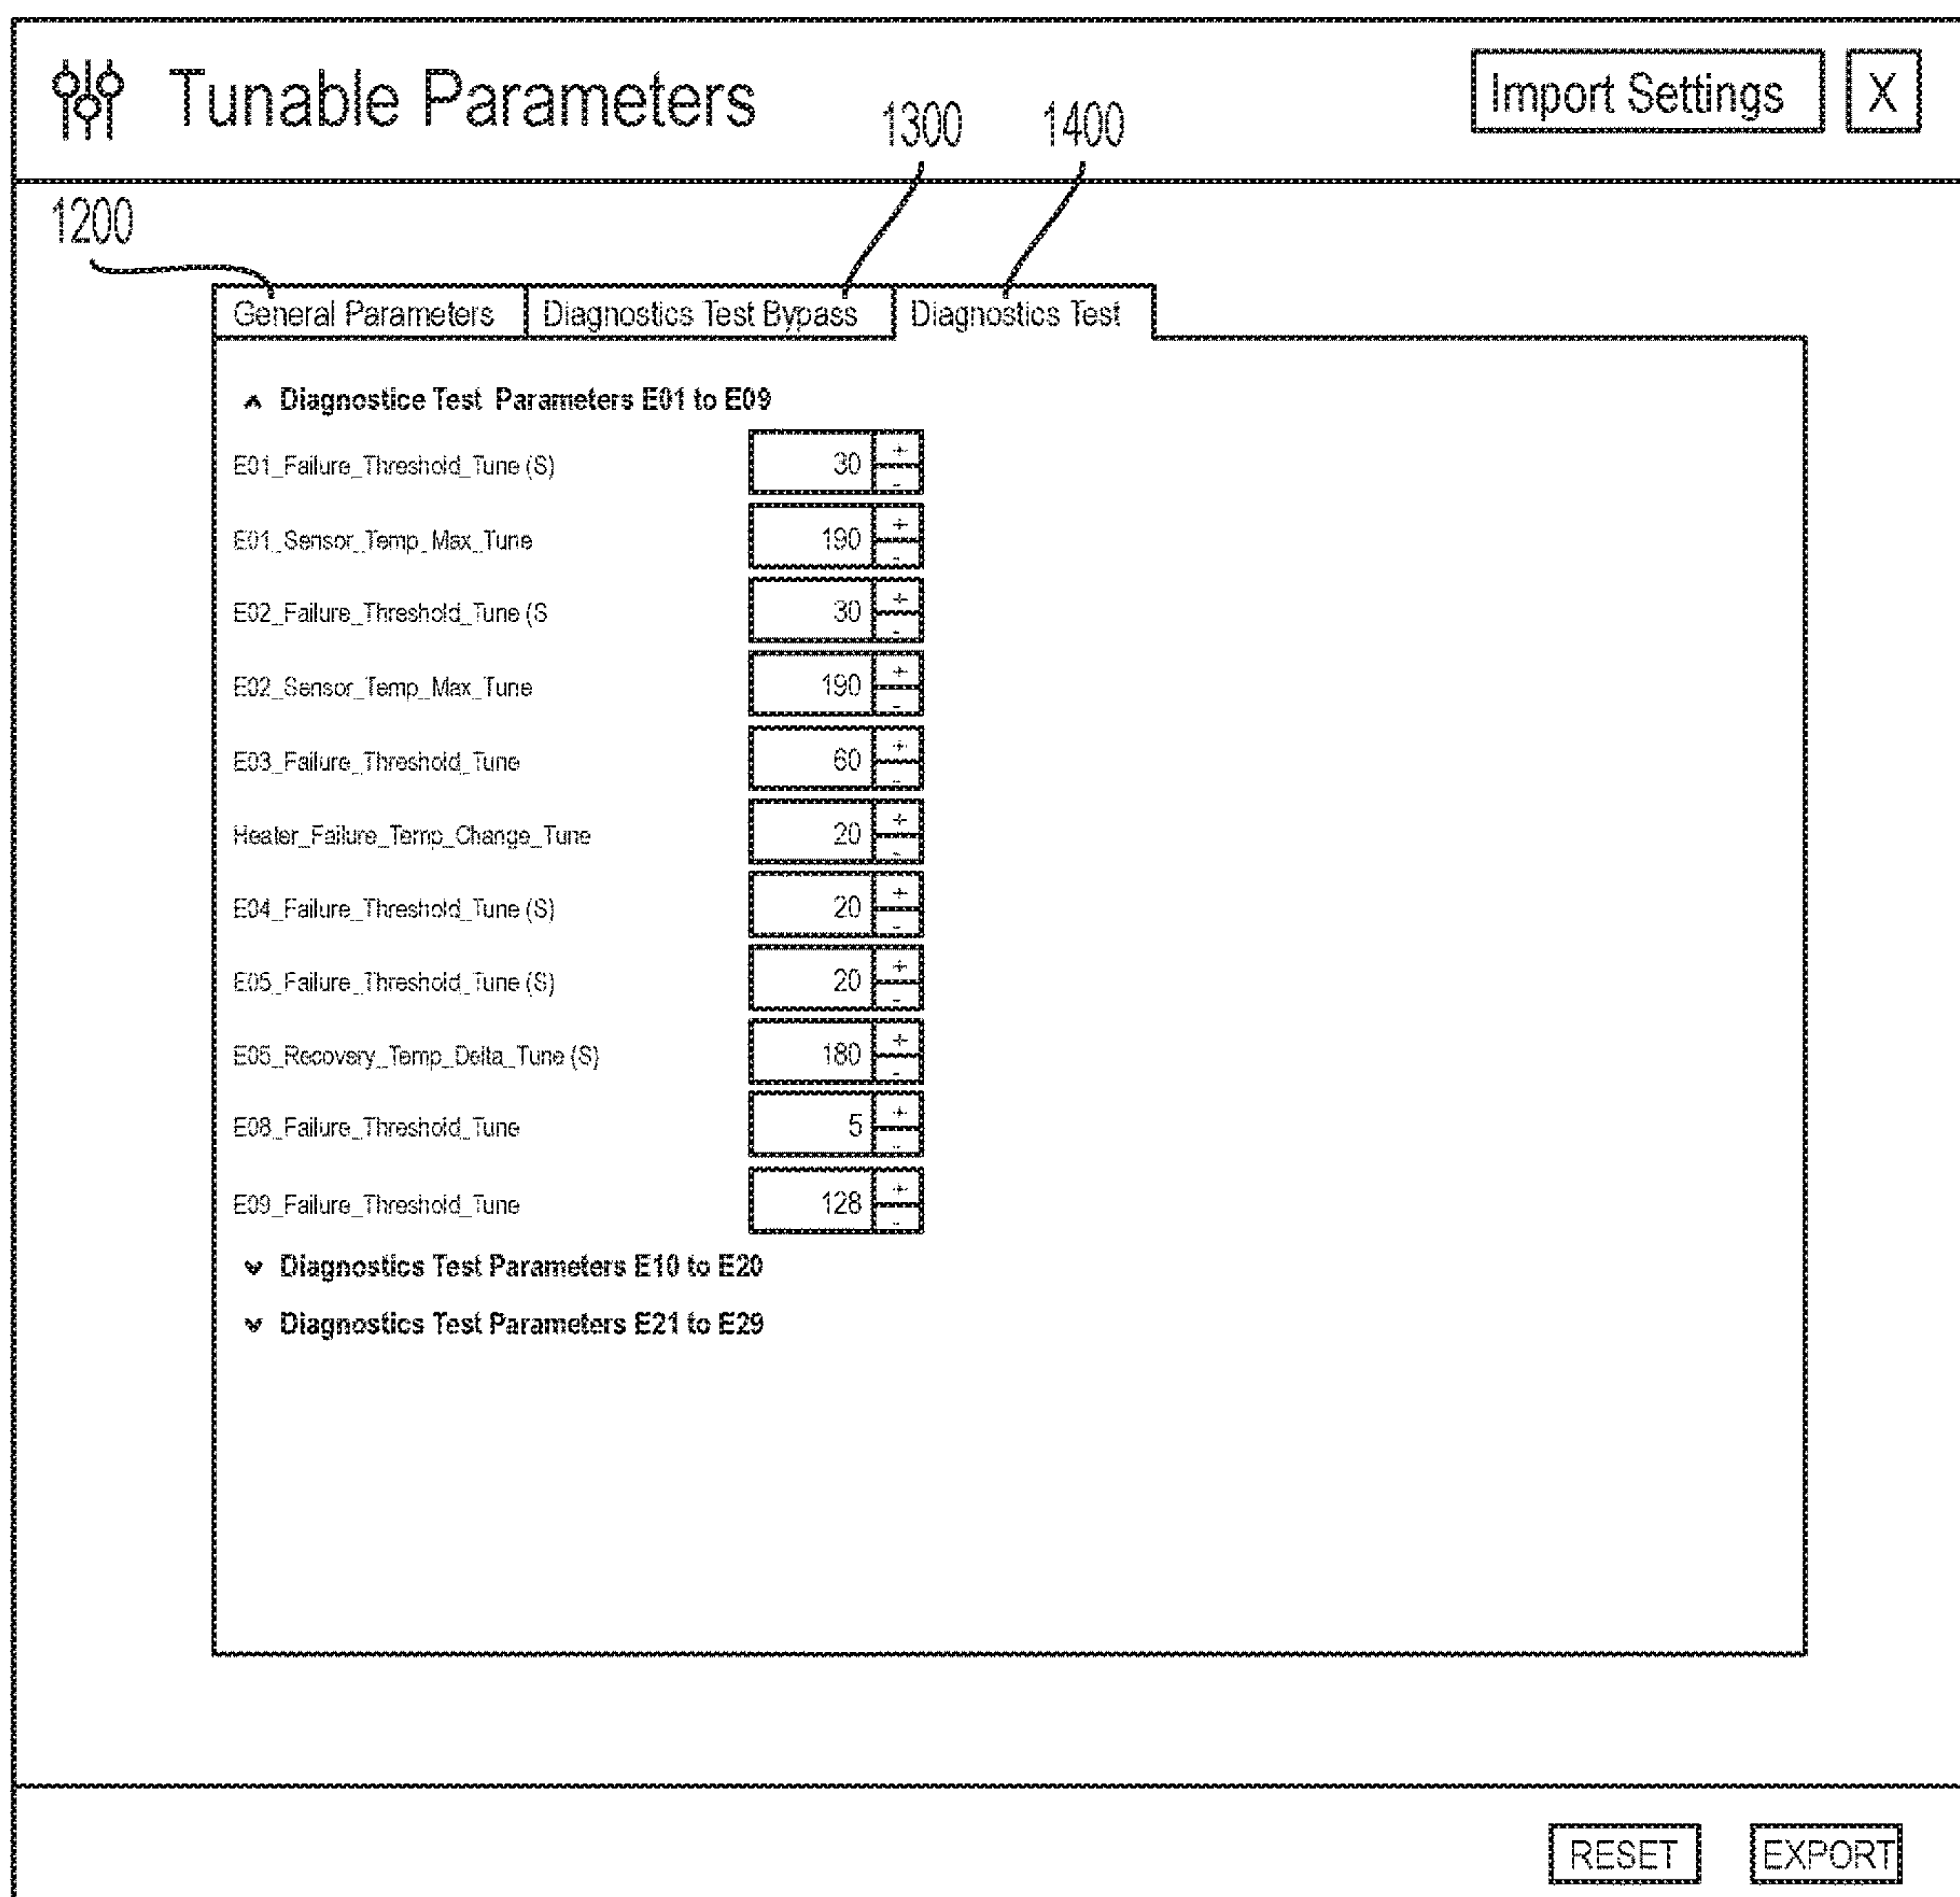 Tunable Parameters
Import Settings
X
1300
1400
1200
General Parameters
Diagnostics Test Bypass
Diagnostics Test
Diagnostice Test Parameters E01 to E09
E01_Failure_Threshold_Tune (S)
30
+
-
E01_Sensor_Temp_Max_Tune
190
+
-
E02_Failure_Threshold_Tune (S
30
+
-
E02_Sensor_Temp_Max_Tune
190
+
-
E03_Failure_Threshold_Tune
60
+
-
Heater_Failure_Temp_Change_Tune
20
+
-
E04_Failure_Threshold_Tune (S)
20
+
-
E05_Failure_Threshold_Tune (S)
20
+
-
E05_Recovery_Temp_Delta_Tune (S)
180
+
-
E08_Failure_Threshold_Tune
5
+
-
E09_Failure_Threshold_Tune
128
+
-
Diagnostics Test Parameters E10 to E20
Diagnostics Test Parameters E21 to E29
RESET
EXPORT